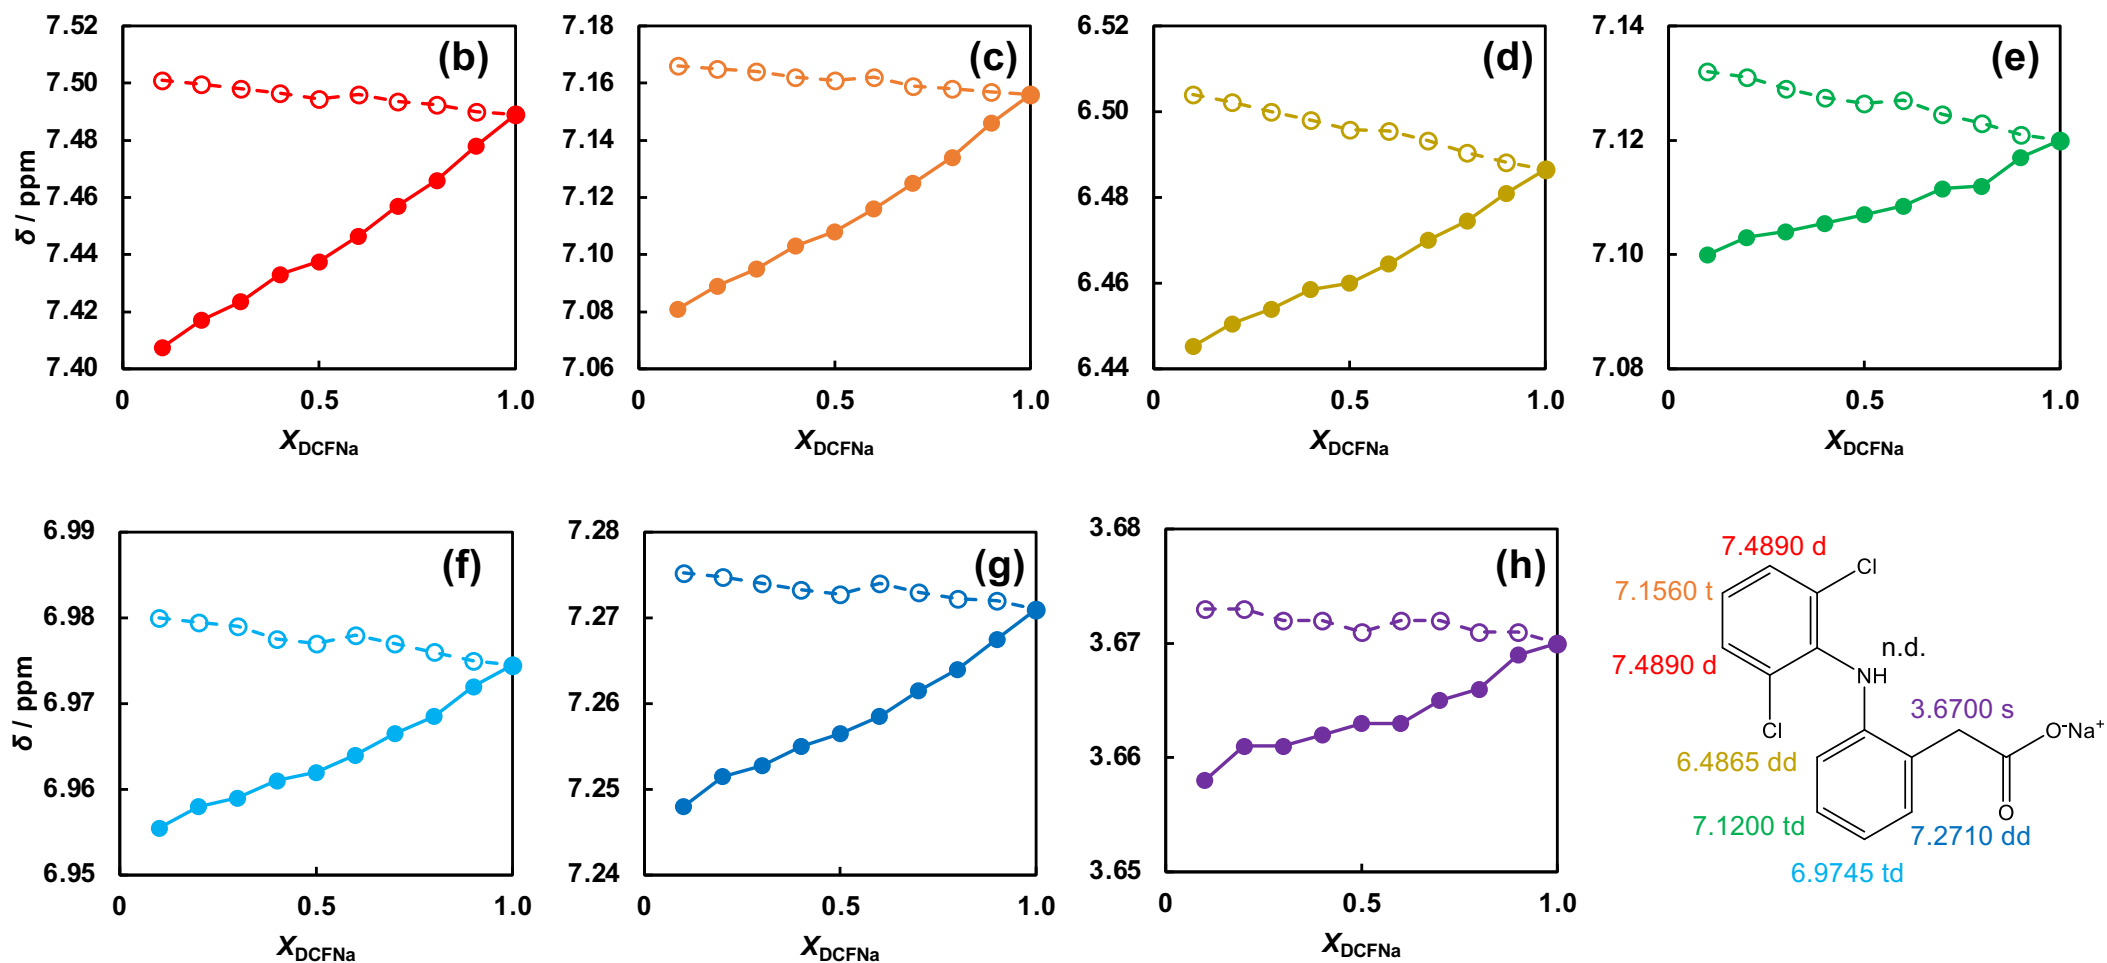 (b)
7.52
7.50
7.48
7.46
7.44
7.42
7.40
δ / ppm
0
0.5
1.0
XDCFNa
(c)
7.18
7.16
7.14
7.12
7.10
7.08
7.06
0
0.5
1.0
XDCFNa
(d)
6.52
6.50
6.48
6.46
6.44
0
0.5
1.0
XDCFNa
(e)
7.14
7.12
7.10
7.08
0
0.5
1.0
XDCFNa
(f)
6.99
6.98
6.97
6.96
6.95
δ / ppm
0
0.5
1.0
XDCFNa
(g)
7.28
7.27
7.26
7.25
7.24
0
0.5
1.0
XDCFNa
(h)
3.68
3.67
3.66
3.65
0
0.5
1.0
XDCFNa
7.4890 d
Cl
7.1560 t
n.d.
7.4890 d
NH
3.6700 s
Cl
O⁻Na⁺
6.4865 dd
O
7.1200 td
7.2710 dd
6.9745 td